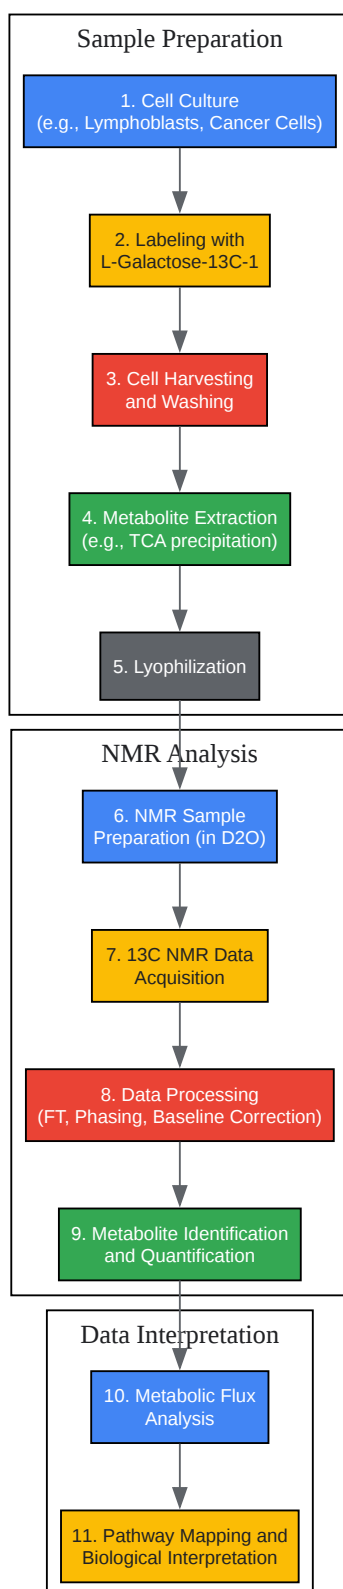 Sample Preparation
1. Cell Culture
(e.g., Lymphoblasts, Cancer Cells)
2. Labeling with
L-Galactose-13C-1
3. Cell Harvesting
and Washing
4. Metabolite Extraction
(e.g., TCA precipitation)
5. Lyophilization
NMR Analysis
6. NMR Sample
Preparation (in D2O)
7. 13C NMR Data
Acquisition
8. Data Processing
(FT, Phasing, Baseline Correction)
9. Metabolite Identification
and Quantification
Data Interpretation
10. Metabolic Flux
Analysis
11. Pathway Mapping and
Biological Interpretation